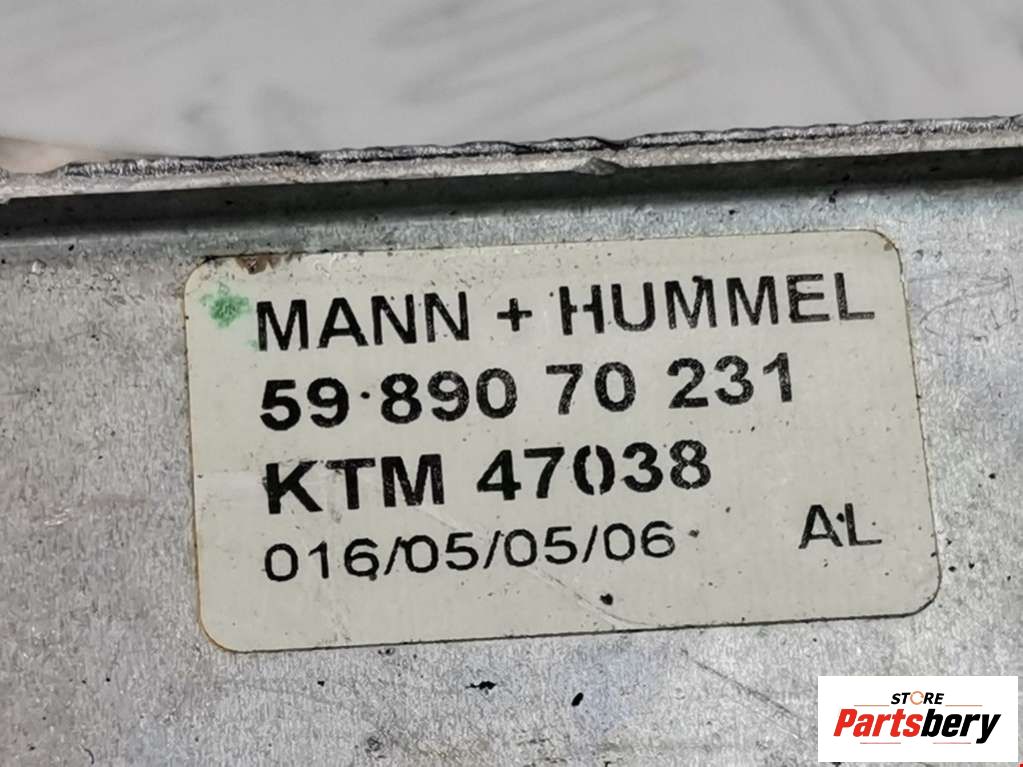 MANN + HUMMEL
59 890 70 231
KTM 47038
016/05/05/06 AL
STORE
Partsbery